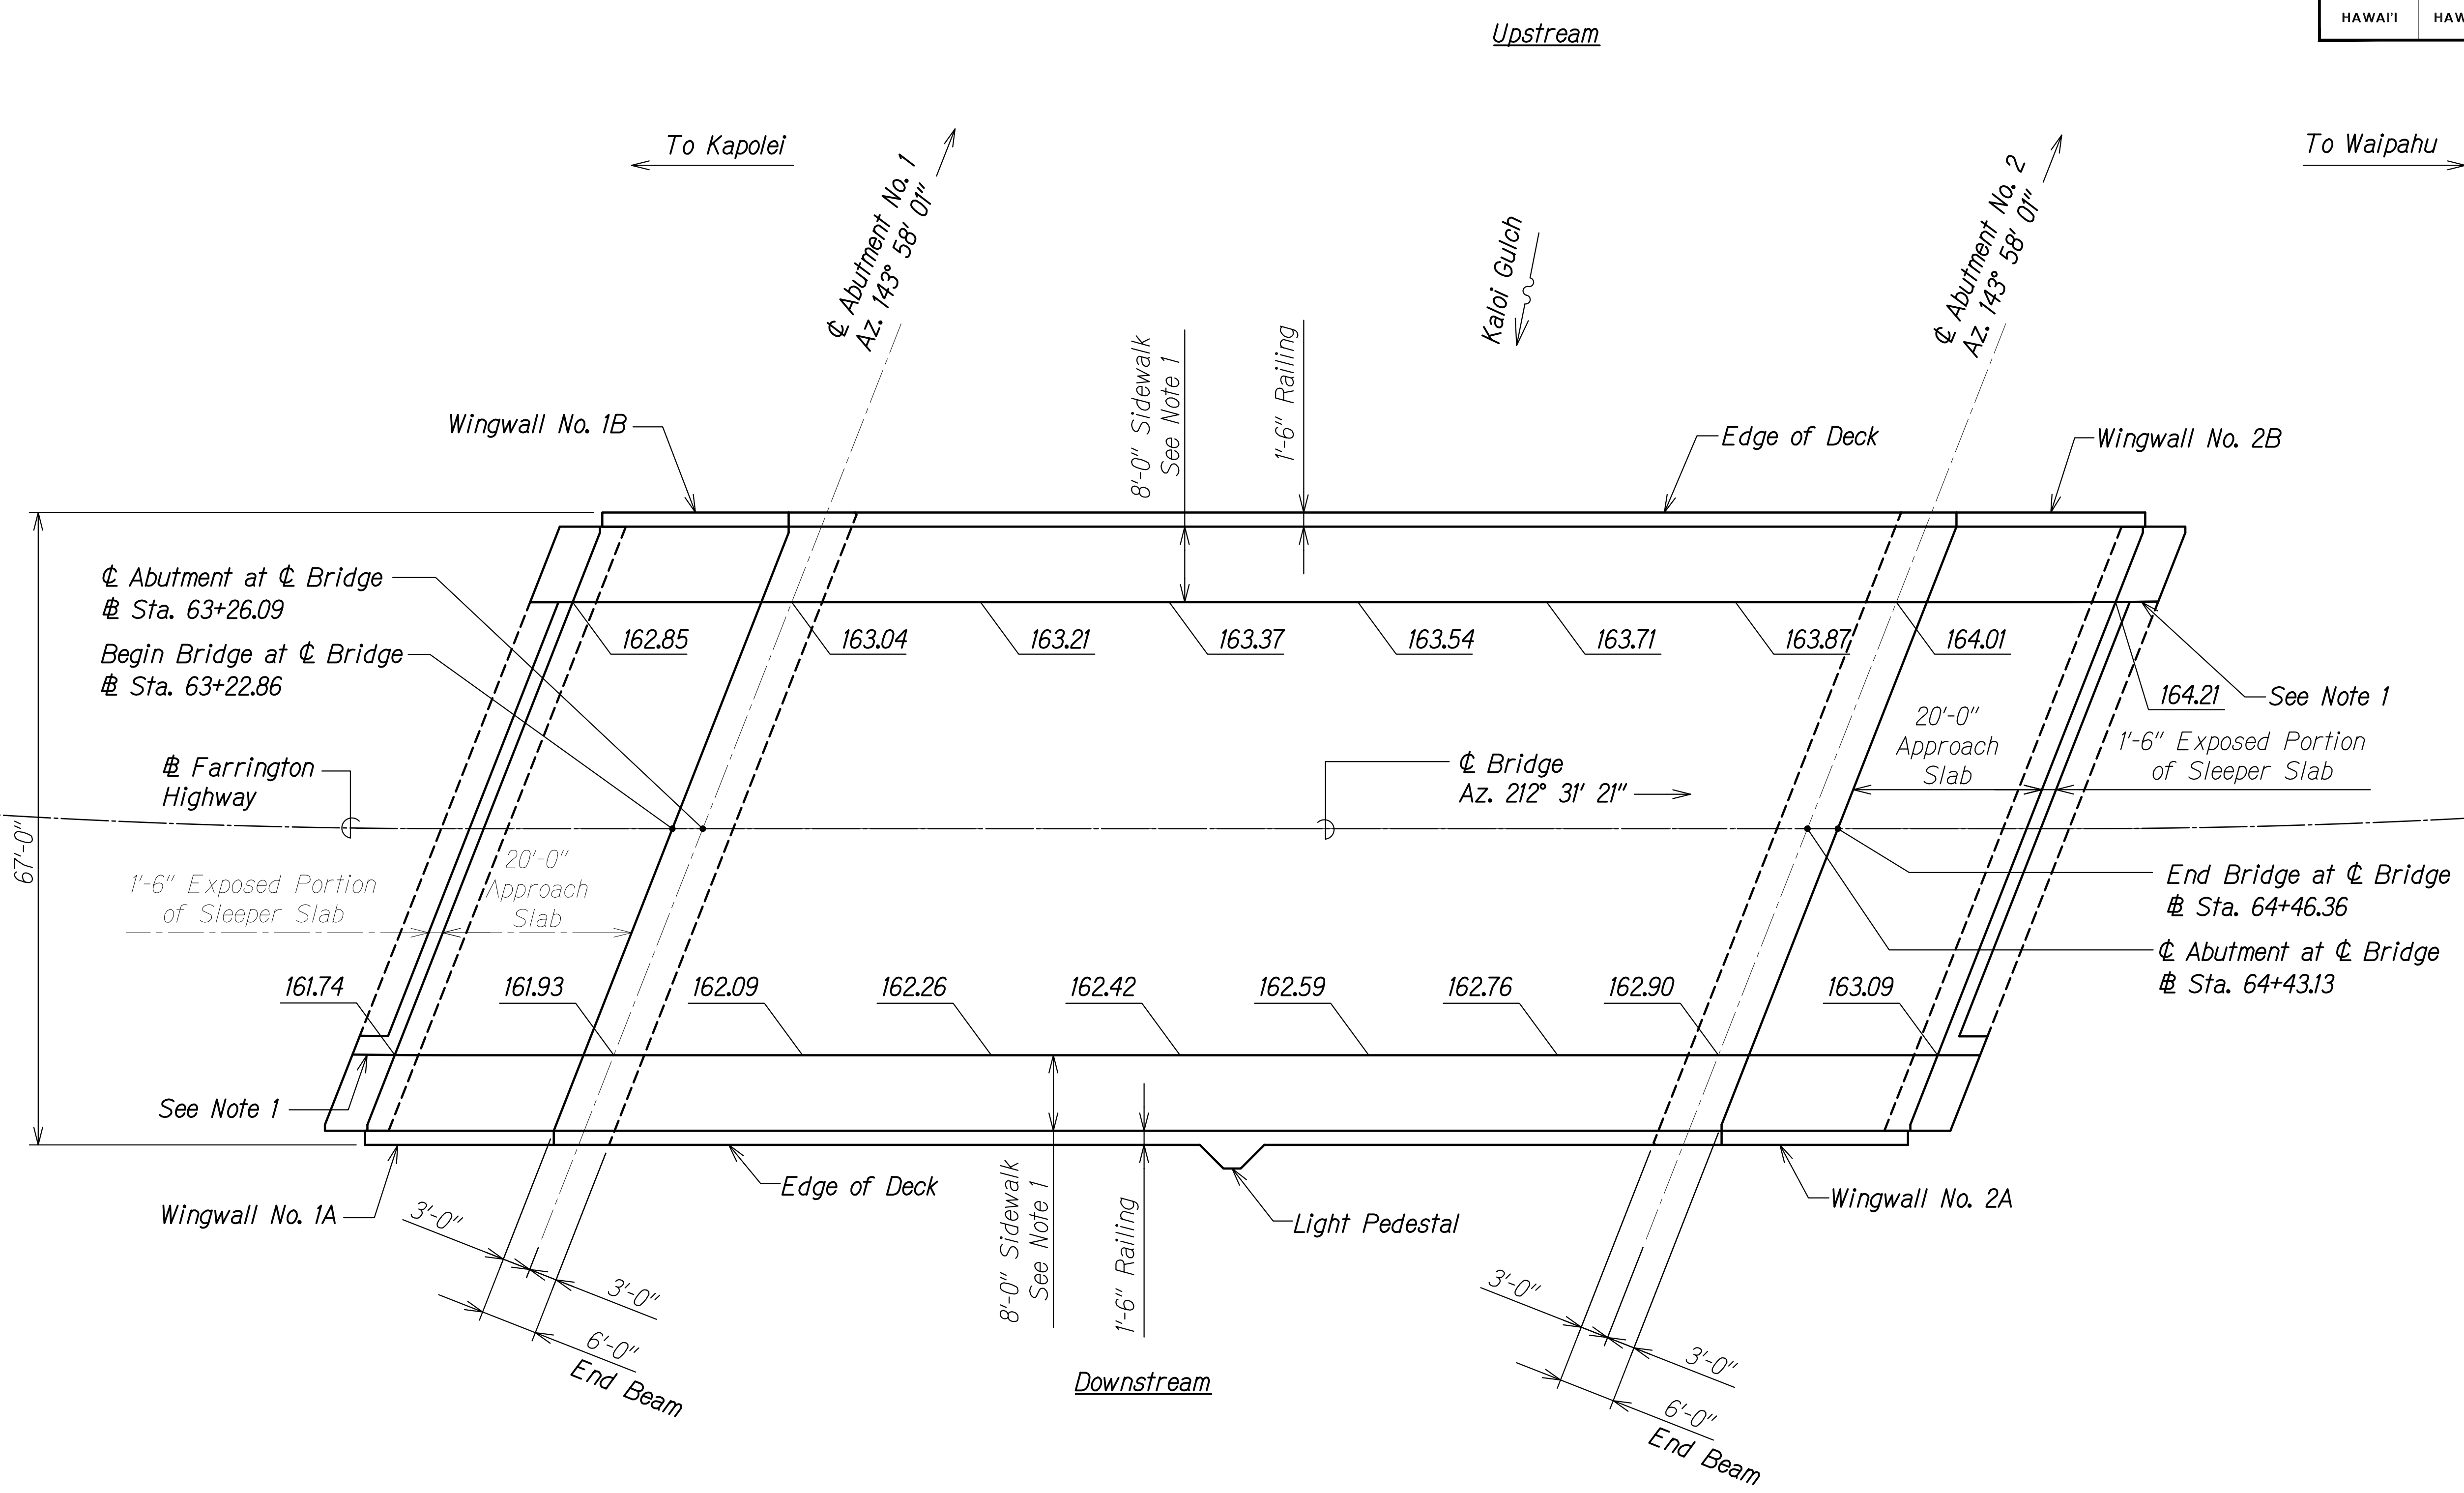 HAWAI'I
HAW
Upstream
To Kapolei
℄ Abutment No. 1
Az. 143° 58' 01"
Kaloi Gulch
℄ Abutment No. 2
Az. 143° 58' 01"
To Waipahu
Wingwall No. 1B
8'-0" Sidewalk
See Note 1
1'-6" Railing
Edge of Deck
Wingwall No. 2B
℄ Abutment at ℄ Bridge
Sta. 63+26.09
Begin Bridge at ℄ Bridge
Sta. 63+22.86
162.85
163.04
163.21
163.37
163.54
163.71
163.87
164.01
164.21
See Note 1
20'-0"
Approach
Slab
1'-6" Exposed Portion
of Sleeper Slab
Farrington
Highway
℄ Bridge
Az. 212° 31' 21"
67'-0"
1'-6" Exposed Portion
of Sleeper Slab
20'-0"
Approach
Slab
End Bridge at ℄ Bridge
Sta. 64+46.36
℄ Abutment at ℄ Bridge
Sta. 64+43.13
161.74
161.93
162.09
162.26
162.42
162.59
162.76
162.90
163.09
See Note 1
Wingwall No. 1A
Edge of Deck
8'-0" Sidewalk
See Note 1
1'-6" Railing
Light Pedestal
Wingwall No. 2A
3'-0"
3'-0"
6'-0"
End Beam
Downstream
3'-0"
3'-0"
6'-0"
End Beam